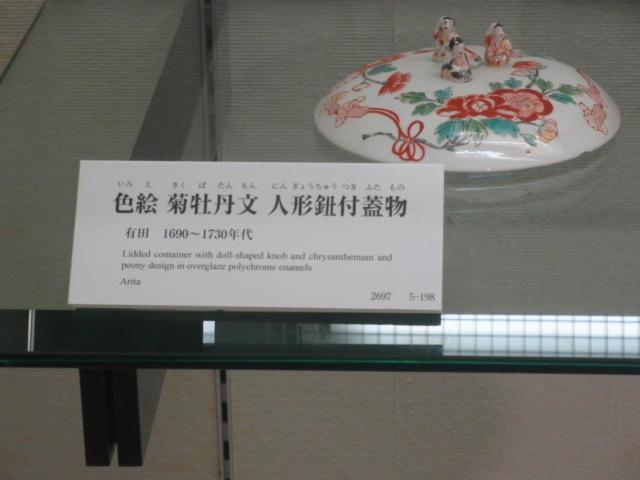 いろ え きく ぼ たん もん にん ぎょうちゅう つき ふた もの
色絵 菊牡丹文 人形鈕付蓋物
有田 1690～1730年代
Lidded container with doll-shaped knob and chrysanthemum and
peony design in overglaze polychrome enamels
Arita
2697 5-198